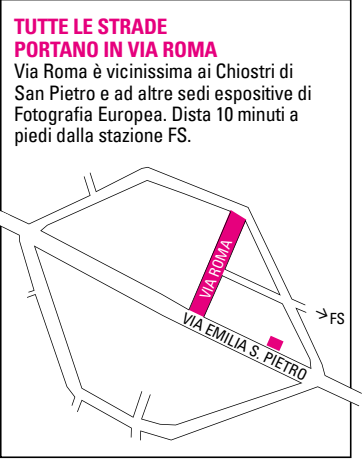 TUTTE LE STRADE
PORTANO IN VIA ROMA
Via Roma è vicinissima ai Chiostri di
San Pietro e ad altre sedi espositive di
Fotografia Europea. Dista 10 minuti a
piedi dalla stazione FS.
VIA ROMA
FS
VIA EMILIA S. PIETRO